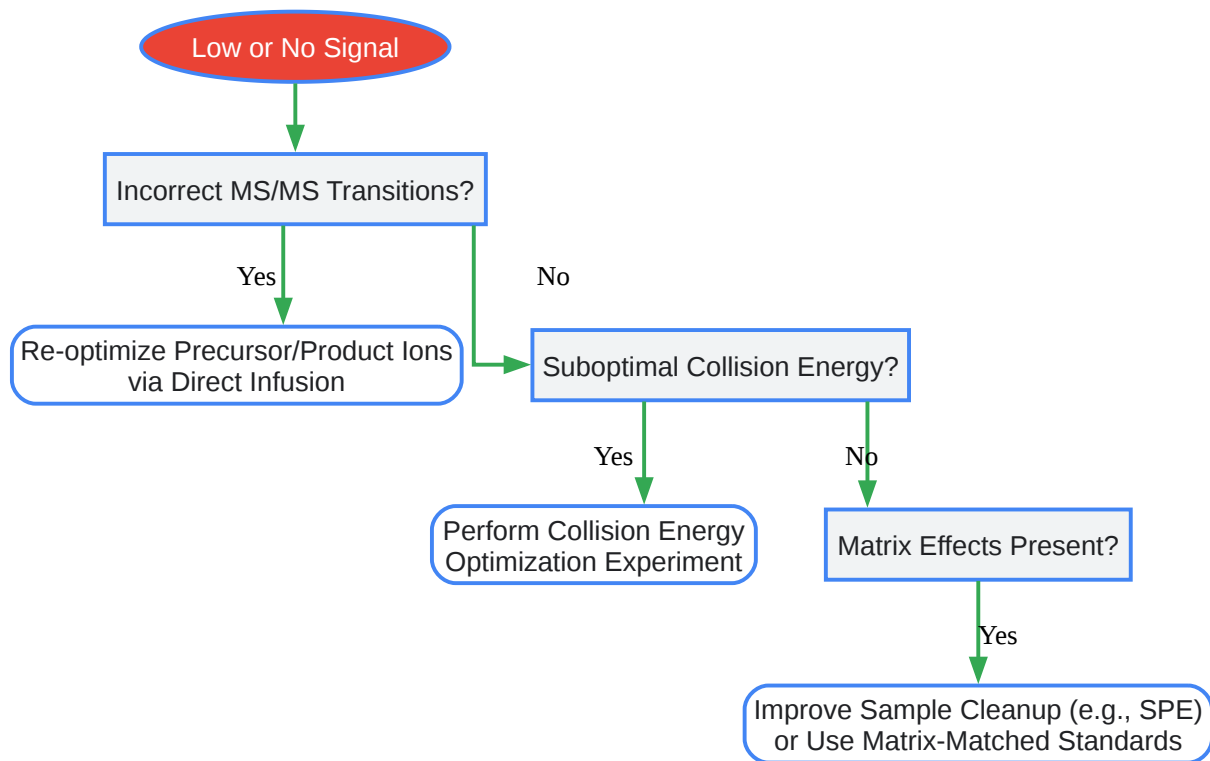 Low or No Signal
Incorrect MS/MS Transitions?
Yes
No
Re-optimize Precursor/Product Ions
via Direct Infusion
Suboptimal Collision Energy?
Yes
No
Perform Collision Energy
Optimization Experiment
Matrix Effects Present?
Yes
Improve Sample Cleanup (e.g., SPE)
or Use Matrix-Matched Standards